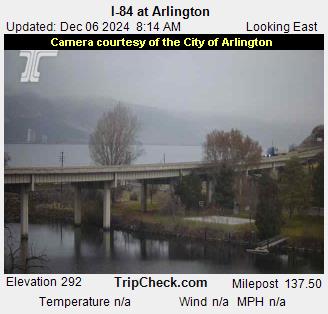 I-84 at Arlington
Updated: Dec 06 2024 8:14 AM Looking East
Camera courtesy of the City of Arlington
Elevation 292 TripCheck.com Milepost 137.50
Temperature n/a Wind n/a MPH n/a